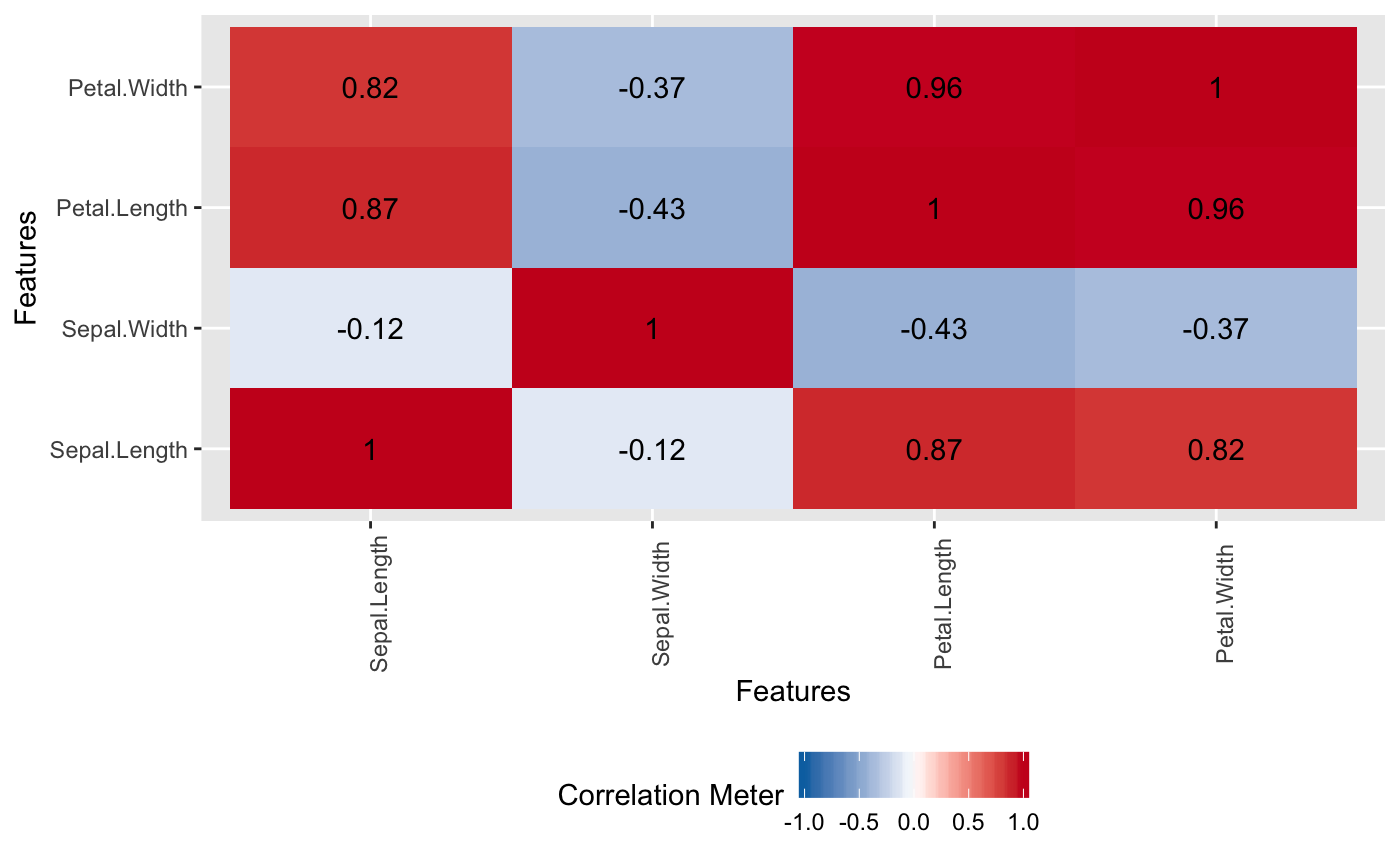 Petal.Width 0.82 -0.37 0.96 1
Petal.Length 0.87 -0.43 1 0.96
Features
Sepal.Width -0.12 1 -0.43 -0.37
Sepal.Length 1 -0.12 0.87 0.82
Sepal.Length Sepal.Width Petal.Length Petal.Width
Features
Correlation Meter
-1.0 -0.5 0.0 0.5 1.0